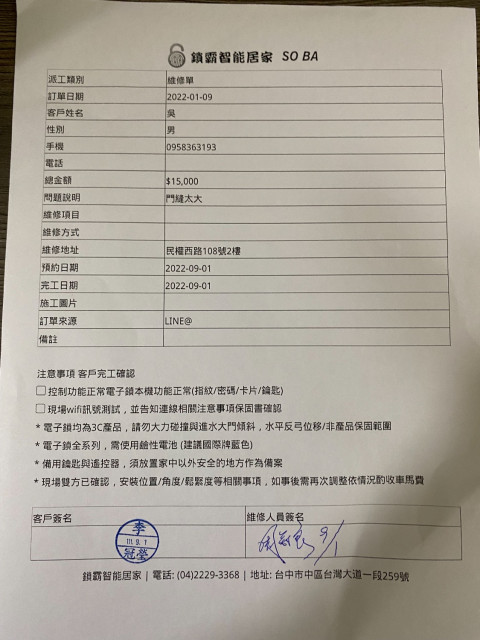 鎖霸智能居家 SO BA
派工類別 維修單
訂單日期 2022-01-09
客戶姓名 吳
性別 男
手機 0958363193
電話
總金額 $15,000
問題說明 門縫太大
維修項目
維修方式
維修地址 民權西路108號2樓
預約日期 2022-09-01
完工日期 2022-09-01
施工圖片
訂單來源 LINE@
備註
注意事項 客戶完工確認
控制功能正常電子鎖本機功能正常(指紋/密碼/卡片/鑰匙)
現場wifi訊號測試，並告知連線相關注意事項保固書確認
* 電子鎖均為3C產品，請勿大力碰撞與進水大門傾斜，水平反弓位移/非產品保固範圍
* 電子鎖全系列，需使用鹼性電池 (建議國際牌藍色)
* 備用鑰匙與遙控器，須放置家中以外安全的地方作為備案
* 現場雙方已確認，安裝位置/角度/鬆緊度等相關事項，如事後需再次調整依情況酌收車馬費
客戶簽名 維修人員簽名
李
111. 9. 1
冠瑩
9/1
鎖霸智能居家 | 電話: (04)2229-3368 | 地址: 台中市中區台灣大道一段259號